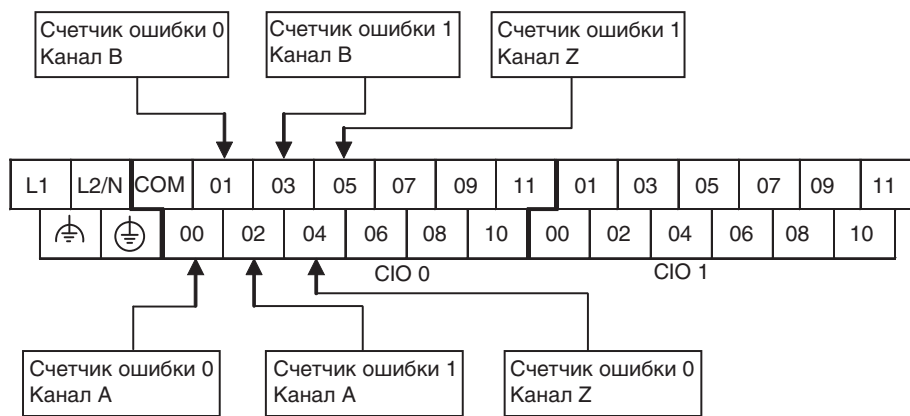 Счетчик ошибки 0
Канал B
Счетчик ошибки 1
Канал B
Счетчик ошибки 1
Канал Z
L1 L2/N COM 01 03 05 07 09 11 01 03 05 07 09 11
00 02 04 06 08 10 00 02 04 06 08 10
CIO 0 CIO 1
Счетчик ошибки 0
Канал A
Счетчик ошибки 1
Канал A
Счетчик ошибки 0
Канал Z